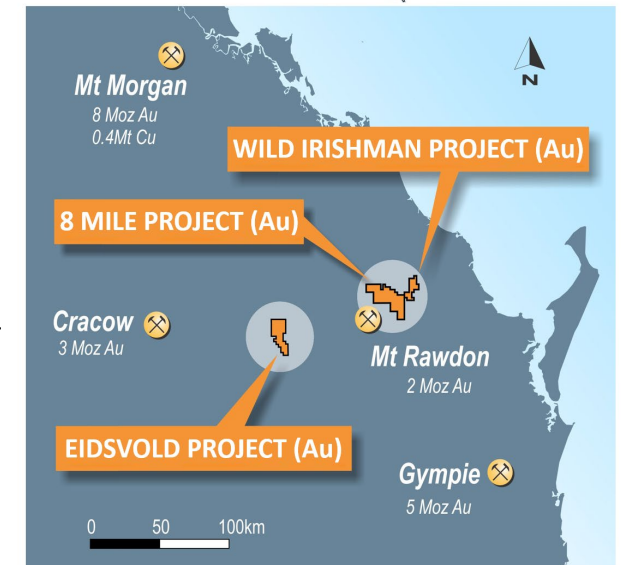 N
Mt Morgan
8 Moz Au
0.4Mt Cu
WILD IRISHMAN PROJECT (Au)
8 MILE PROJECT (Au)
Cracow
3 Moz Au
Mt Rawdon
2 Moz Au
EIDSVOLD PROJECT (Au)
Gympie
5 Moz Au
0 50 100km